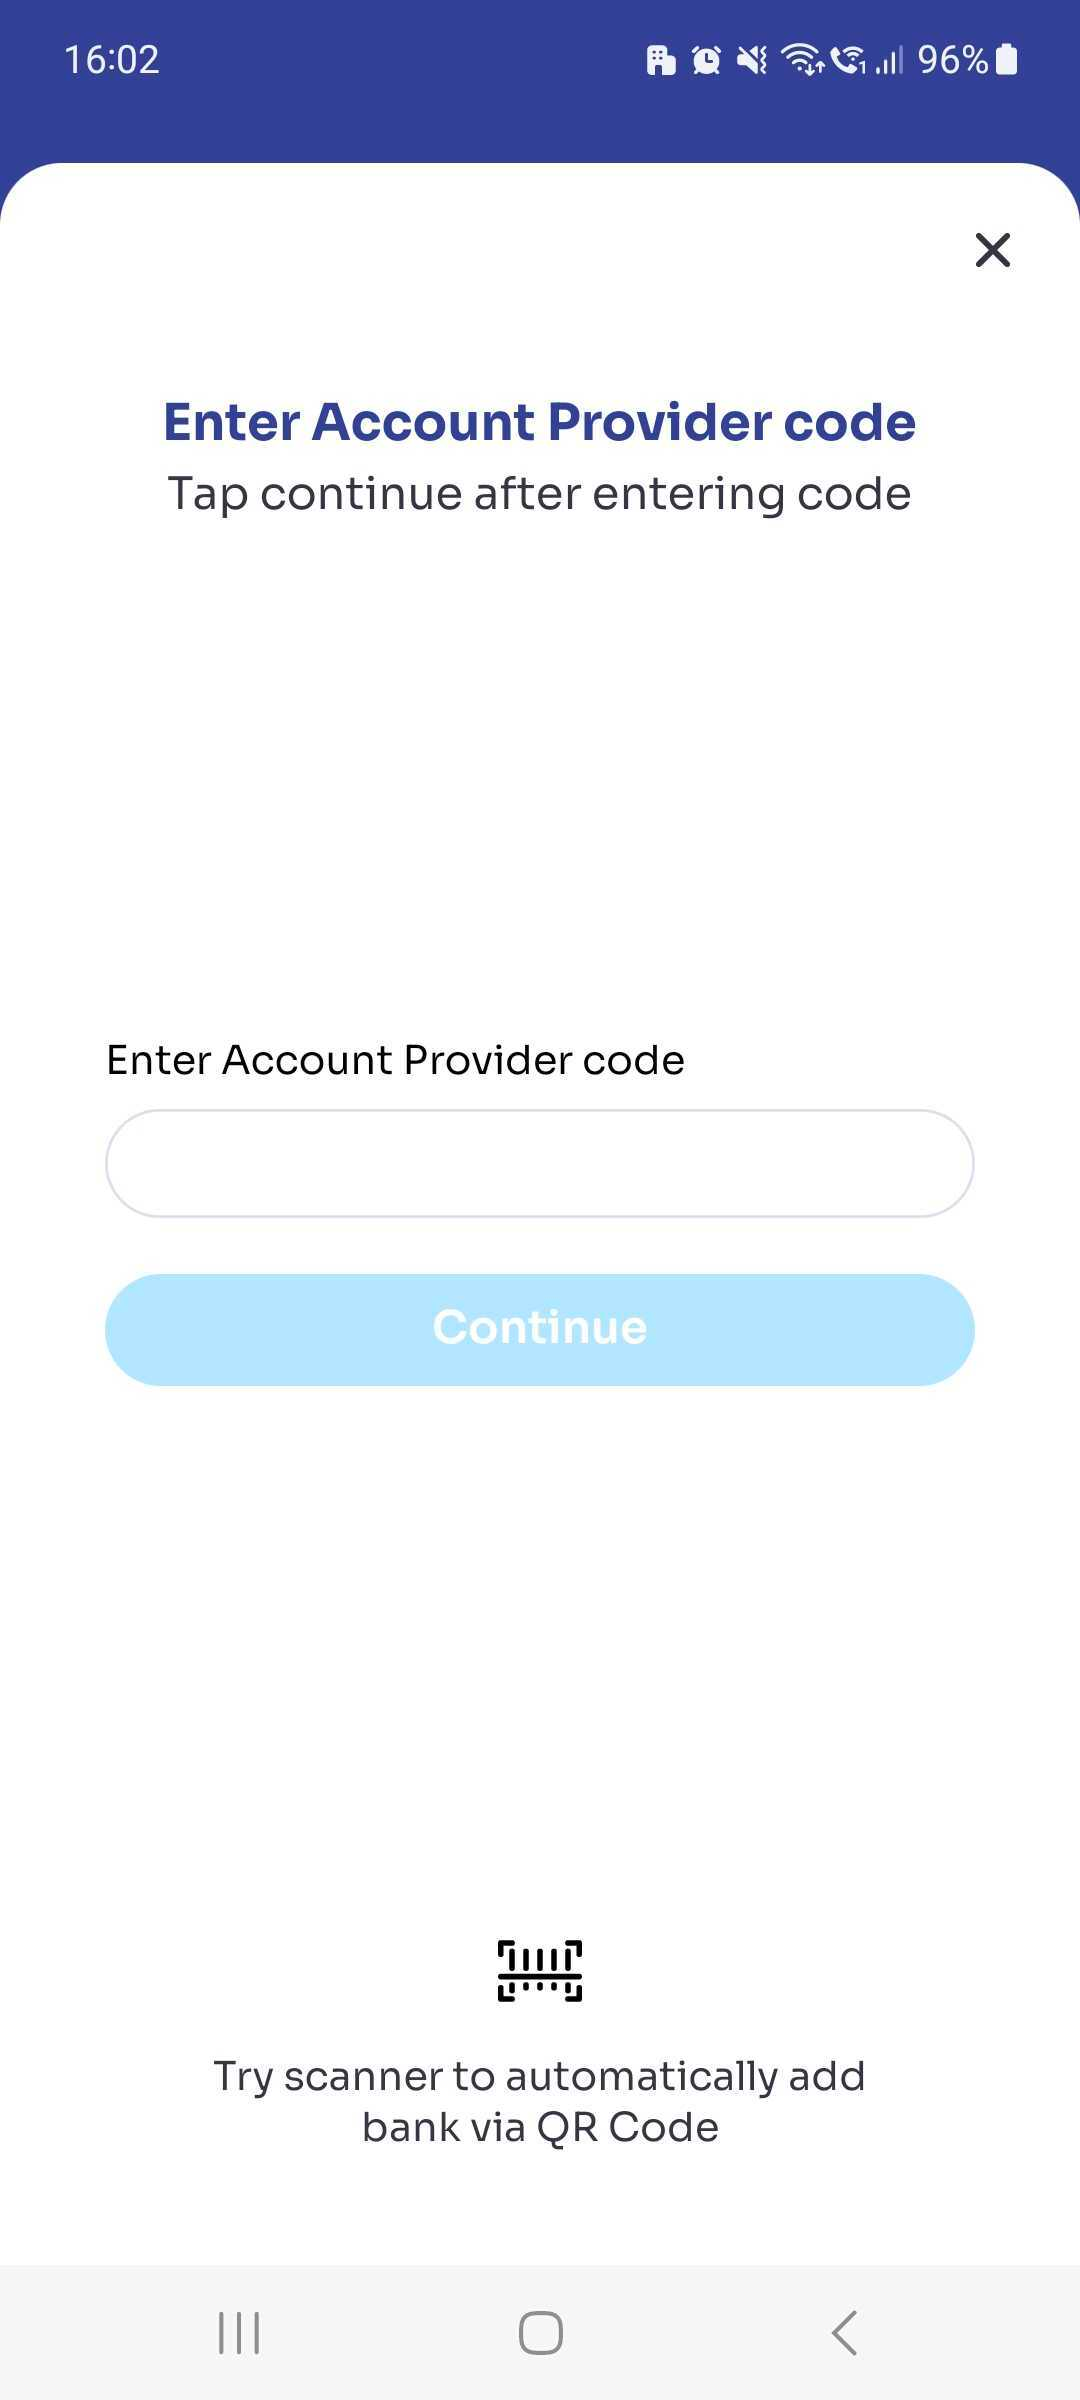 16:02
96%
Enter Account Provider code
Tap continue after entering code
Enter Account Provider code
Continue
Try scanner to automatically add
bank via QR Code